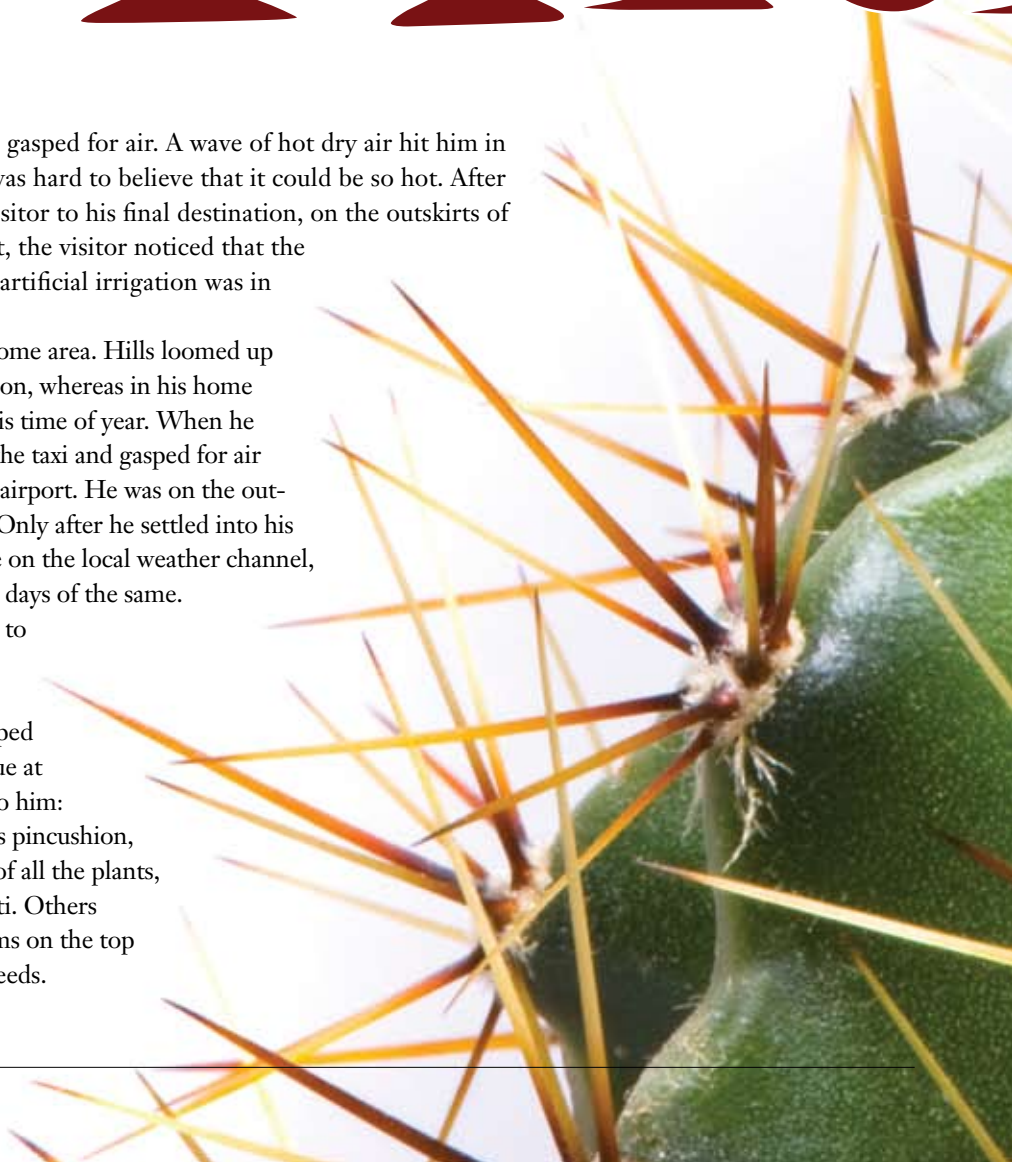 gasped for air. A wave of hot dry air hit him in
was hard to believe that it could be so hot. After
sitor to his final destination, on the outskirts of
t, the visitor noticed that the
artificial irrigation was in
ome area. Hills loomed up
on, whereas in his home
is time of year. When he
he taxi and gasped for air
airport. He was on the out-
Only after he settled into his
e on the local weather channel,
days of the same.
to
ped
ue at
o him:
s pincushion,
of all the plants,
ti. Others
ns on the top
eeds.